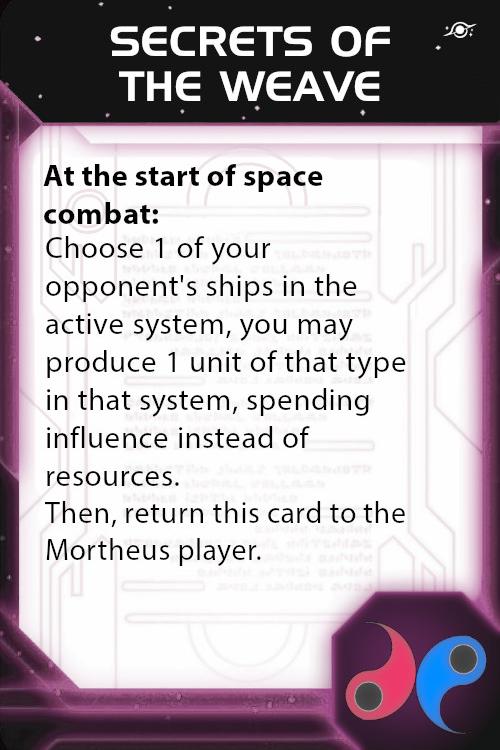 SECRETS OF
THE WEAVE
At the start of space
combat:
Choose 1 of your
opponent's ships in the
active system, you may
produce 1 unit of that type
in that system, spending
influence instead of
resources.
Then, return this card to the
Mortheus player.